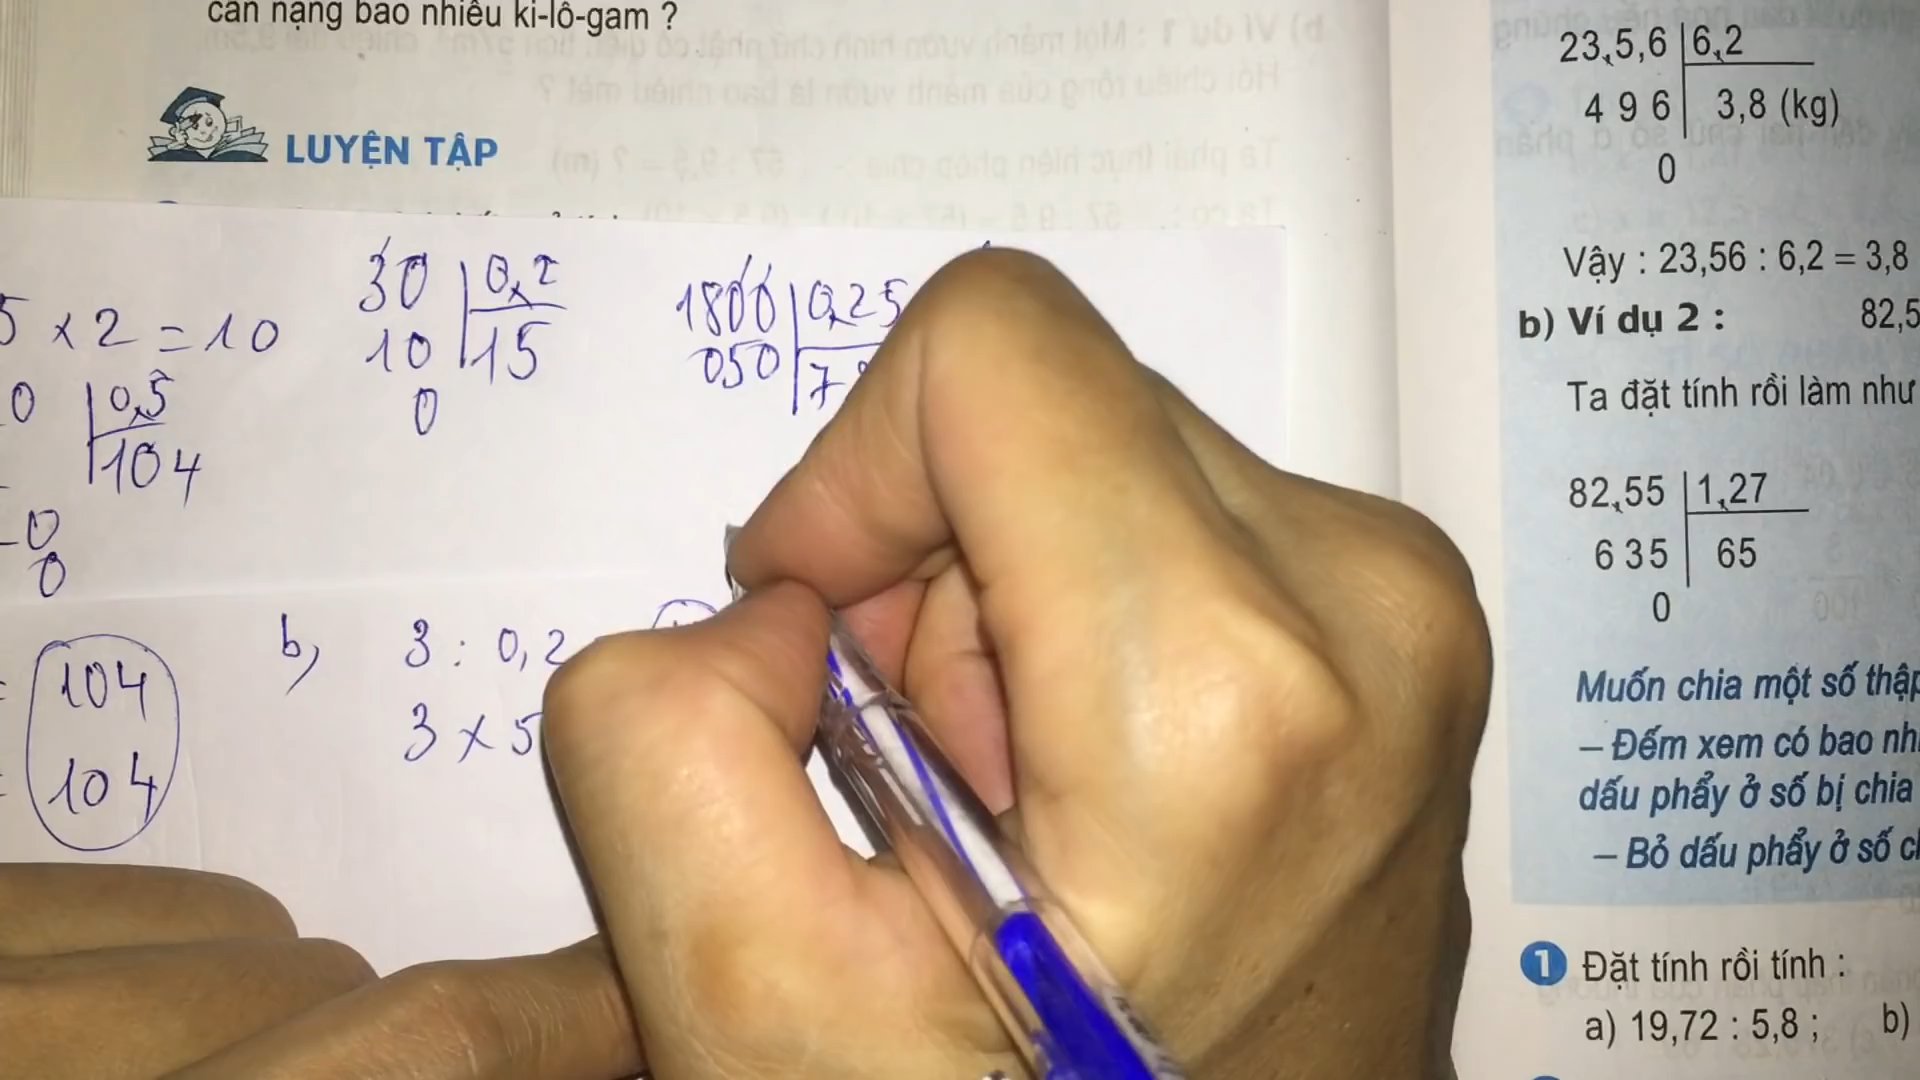 cân nặng bao nhiêu ki-lô-gam ?
LUYỆN TẬP
5 x 2 = 10
0 0,5
104
0
0
30 0,2
10 15
0
1800 0,25
050 7
104
104
b, 3 : 0,2
3 x 5
23,5,6 6,2
4 9 6 3,8 (kg)
0
Vậy : 23,56 : 6,2 = 3,8
b) Ví dụ 2 : 82,5
Ta đặt tính rồi làm như
82,55 1,27
6 3 5 65
0
Muốn chia một số thập
– Đếm xem có bao
dấu phẩy ở số bị chia
– Bỏ dấu phẩy ở số
1 Đặt tính rồi tính :
a) 19,72 : 5,8 ; b)